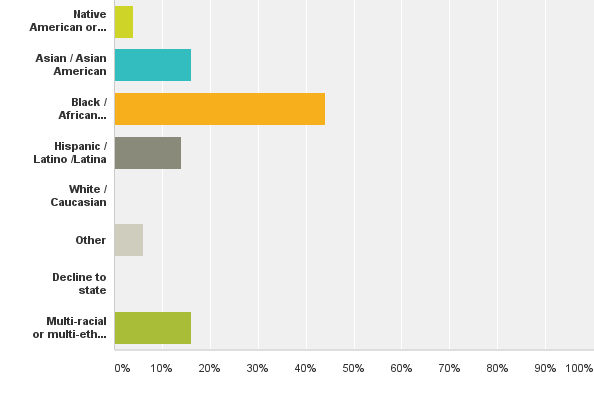 Native
American or...
Asian / Asian
American
Black /
African...
Hispanic /
Latino /Latina
White /
Caucasian
Other
Decline to
state
Multi-racial
or multi-eth...
0% 10% 20% 30% 40% 50% 60% 70% 80% 90% 100%